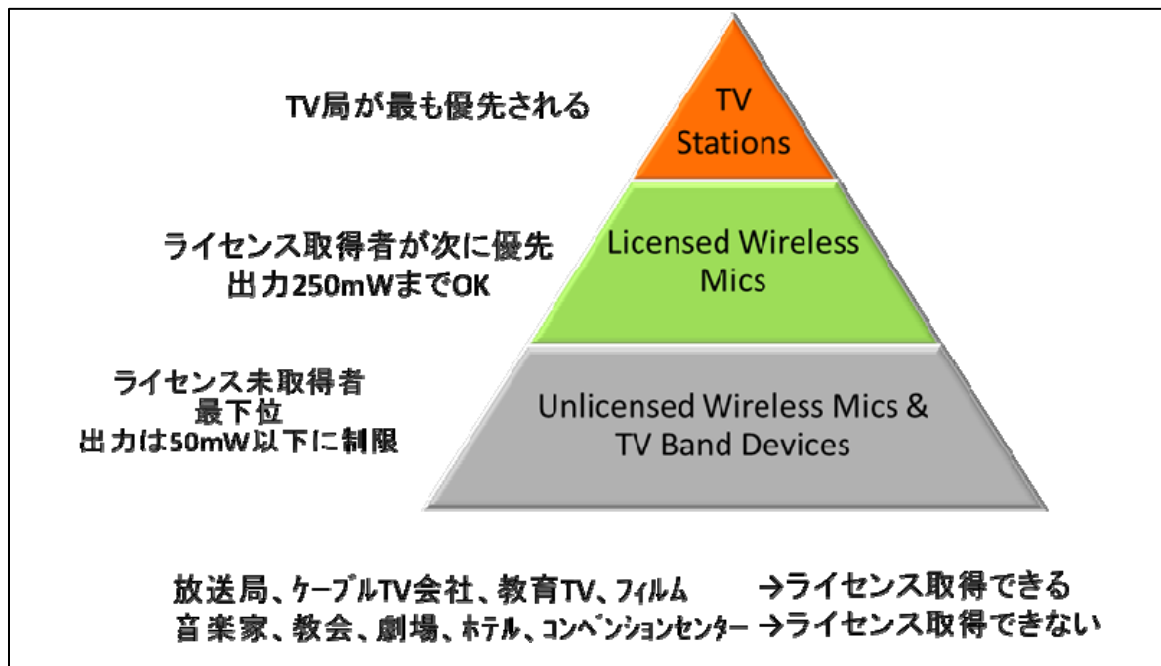 TV局が最も優先される
TV
Stations
ライセンス取得者が次に優先
出力250mWまでOK
Licensed Wireless
Mics
ライセンス未取得者
最下位
出力は50mW以下に制限
Unlicensed Wireless Mics &
TV Band Devices
放送局、ケーブルTV会社、教育TV、フィルム →ライセンス取得できる
音楽家、教会、劇場、ホテル、コンベンションセンター →ライセンス取得できない